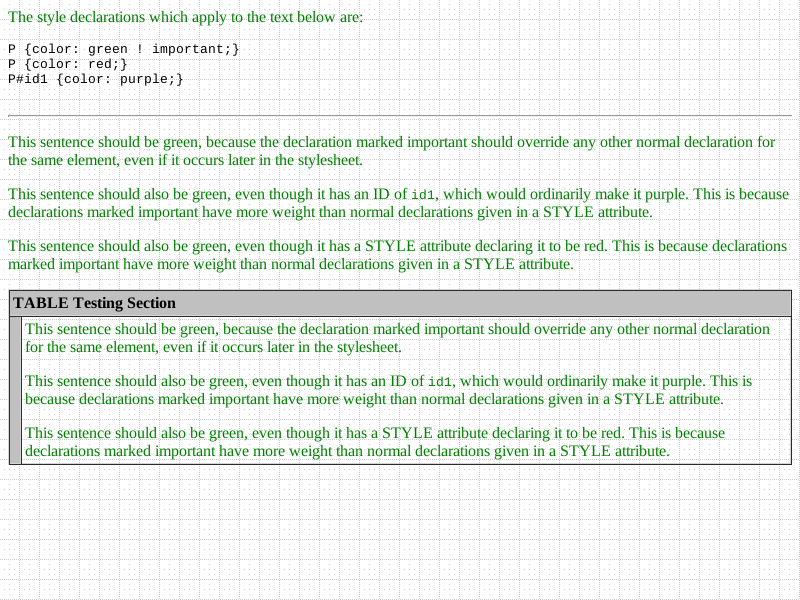 The style declarations which apply to the text below are:
P {color: green ! important;}
P {color: red;}
P#id1 {color: purple;}
This sentence should be green, because the declaration marked important should override any other normal declaration for
the same element, even if it occurs later in the stylesheet.
This sentence should also be green, even though it has an ID of id1, which would ordinarily make it purple. This is because
declarations marked important have more weight than normal declarations given in a STYLE attribute.
This sentence should also be green, even though it has a STYLE attribute declaring it to be red. This is because declarations
marked important have more weight than normal declarations given in a STYLE attribute.
TABLE Testing Section
This sentence should be green, because the declaration marked important should override any other normal declaration
for the same element, even if it occurs later in the stylesheet.
This sentence should also be green, even though it has an ID of id1, which would ordinarily make it purple. This is
because declarations marked important have more weight than normal declarations given in a STYLE attribute.
This sentence should also be green, even though it has a STYLE attribute declaring it to be red. This is because
declarations marked important have more weight than normal declarations given in a STYLE attribute.